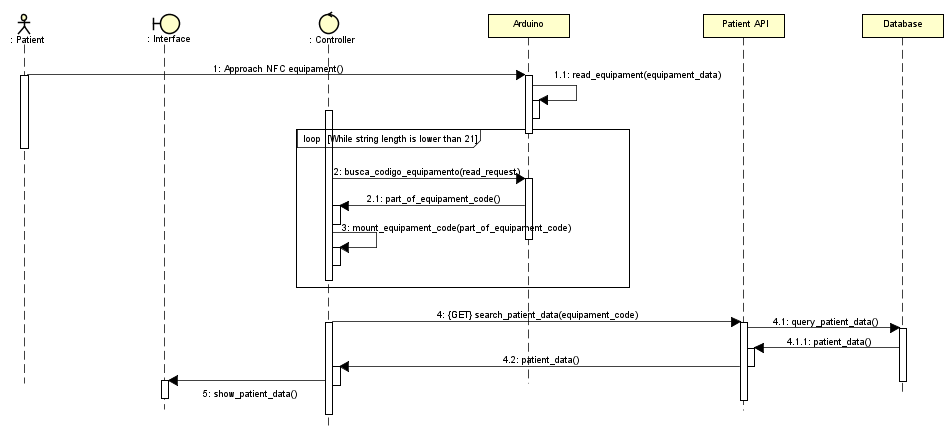 : Patient
: Interface
: Controller
Arduino
Patient API
Database
1: Approach NFC equipament()
1.1: read_equipament(equipament_data)
loop [While string length is lower than 21]
2: busca_codigo_equipamento(read_request)
2.1: part_of_equipament_code()
3: mount_equipament_code(part_of_equipament_code)
4: {GET} search_patient_data(equipament_code)
4.1: query_patient_data()
4.1.1: patient_data()
4.2: patient_data()
5: show_patient_data()